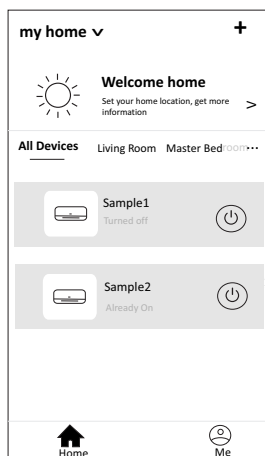 my home
+
Welcome home
Set your home location, get more
information
>
All Devices Living Room Master Bedroom ...
Sample1
Turned off
Sample2
Already On
Home Me